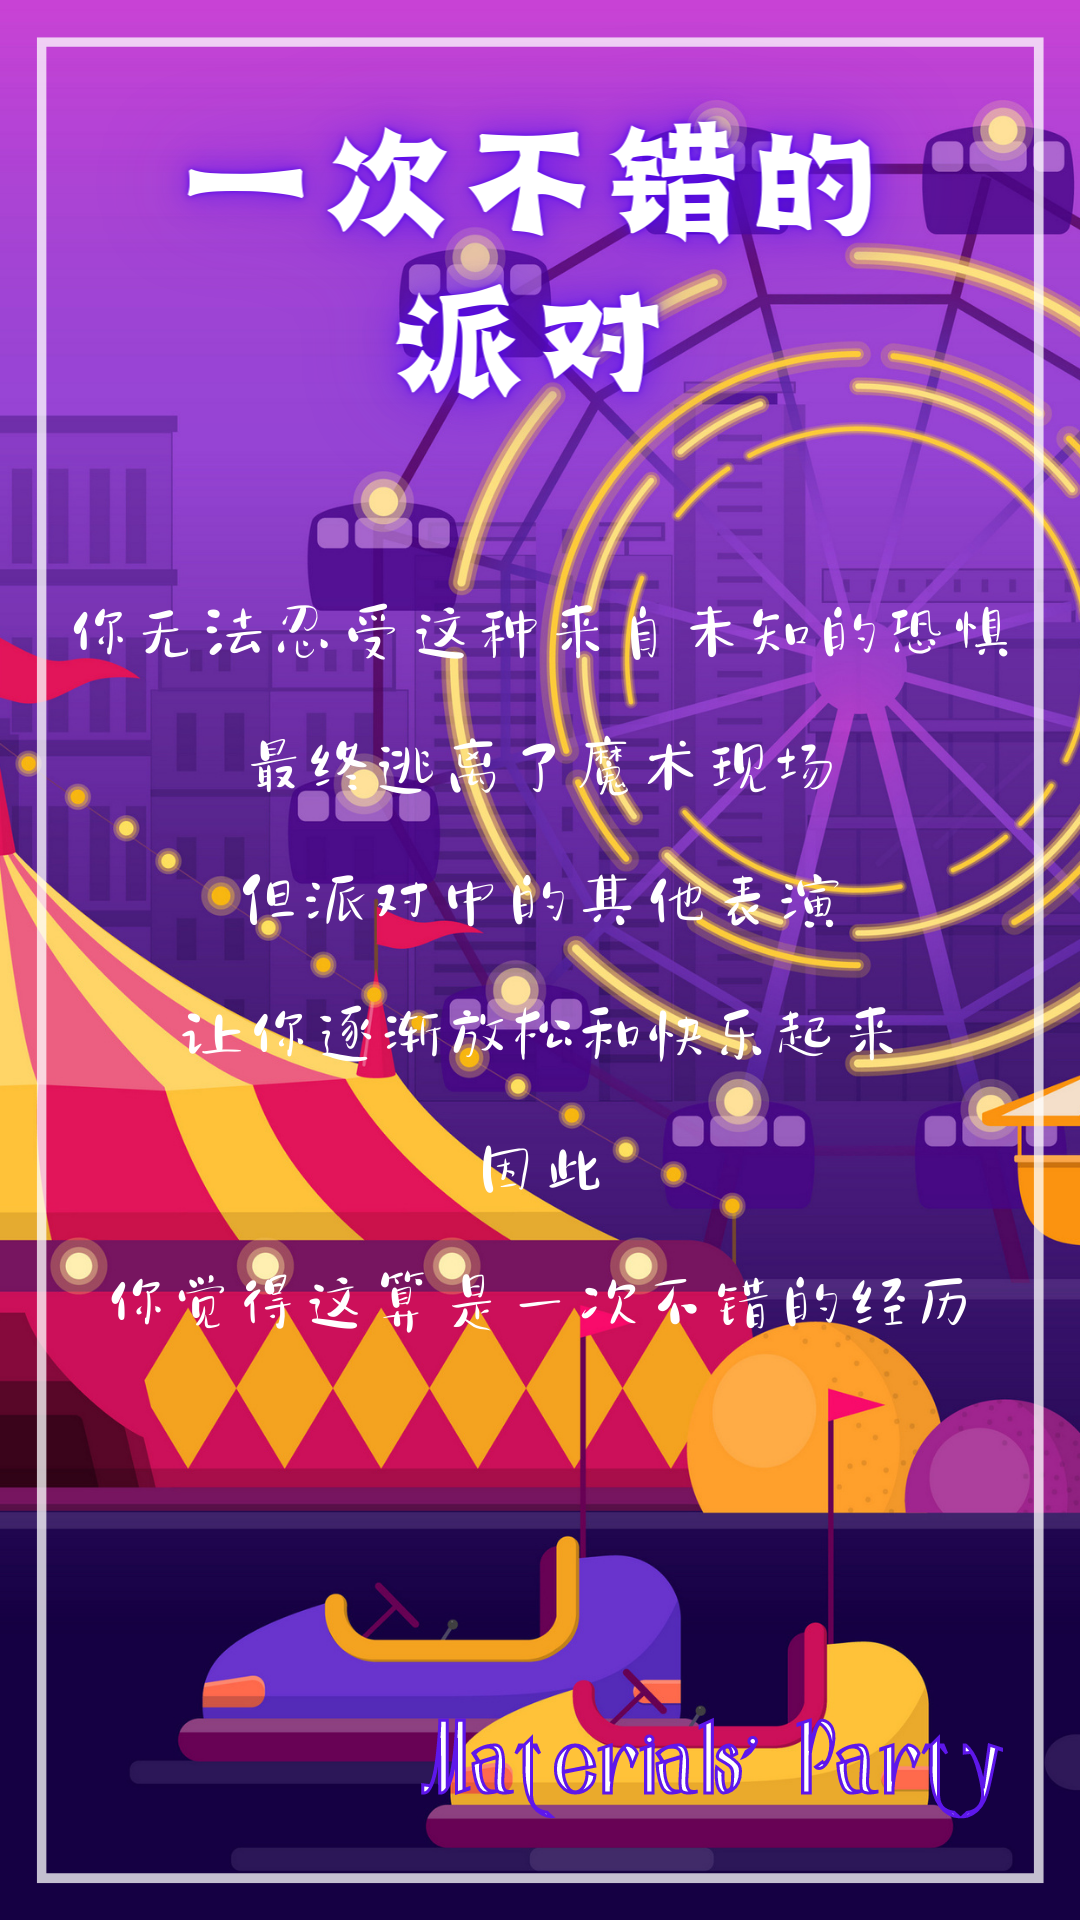 一次不错的
派对
你无法忍受这种来自未知的恐惧
最终逃离了魔术现场
但派对中的其他表演
让你逐渐放松和快乐起来
因此
你觉得这算是一次不错的经历
Materials' Party